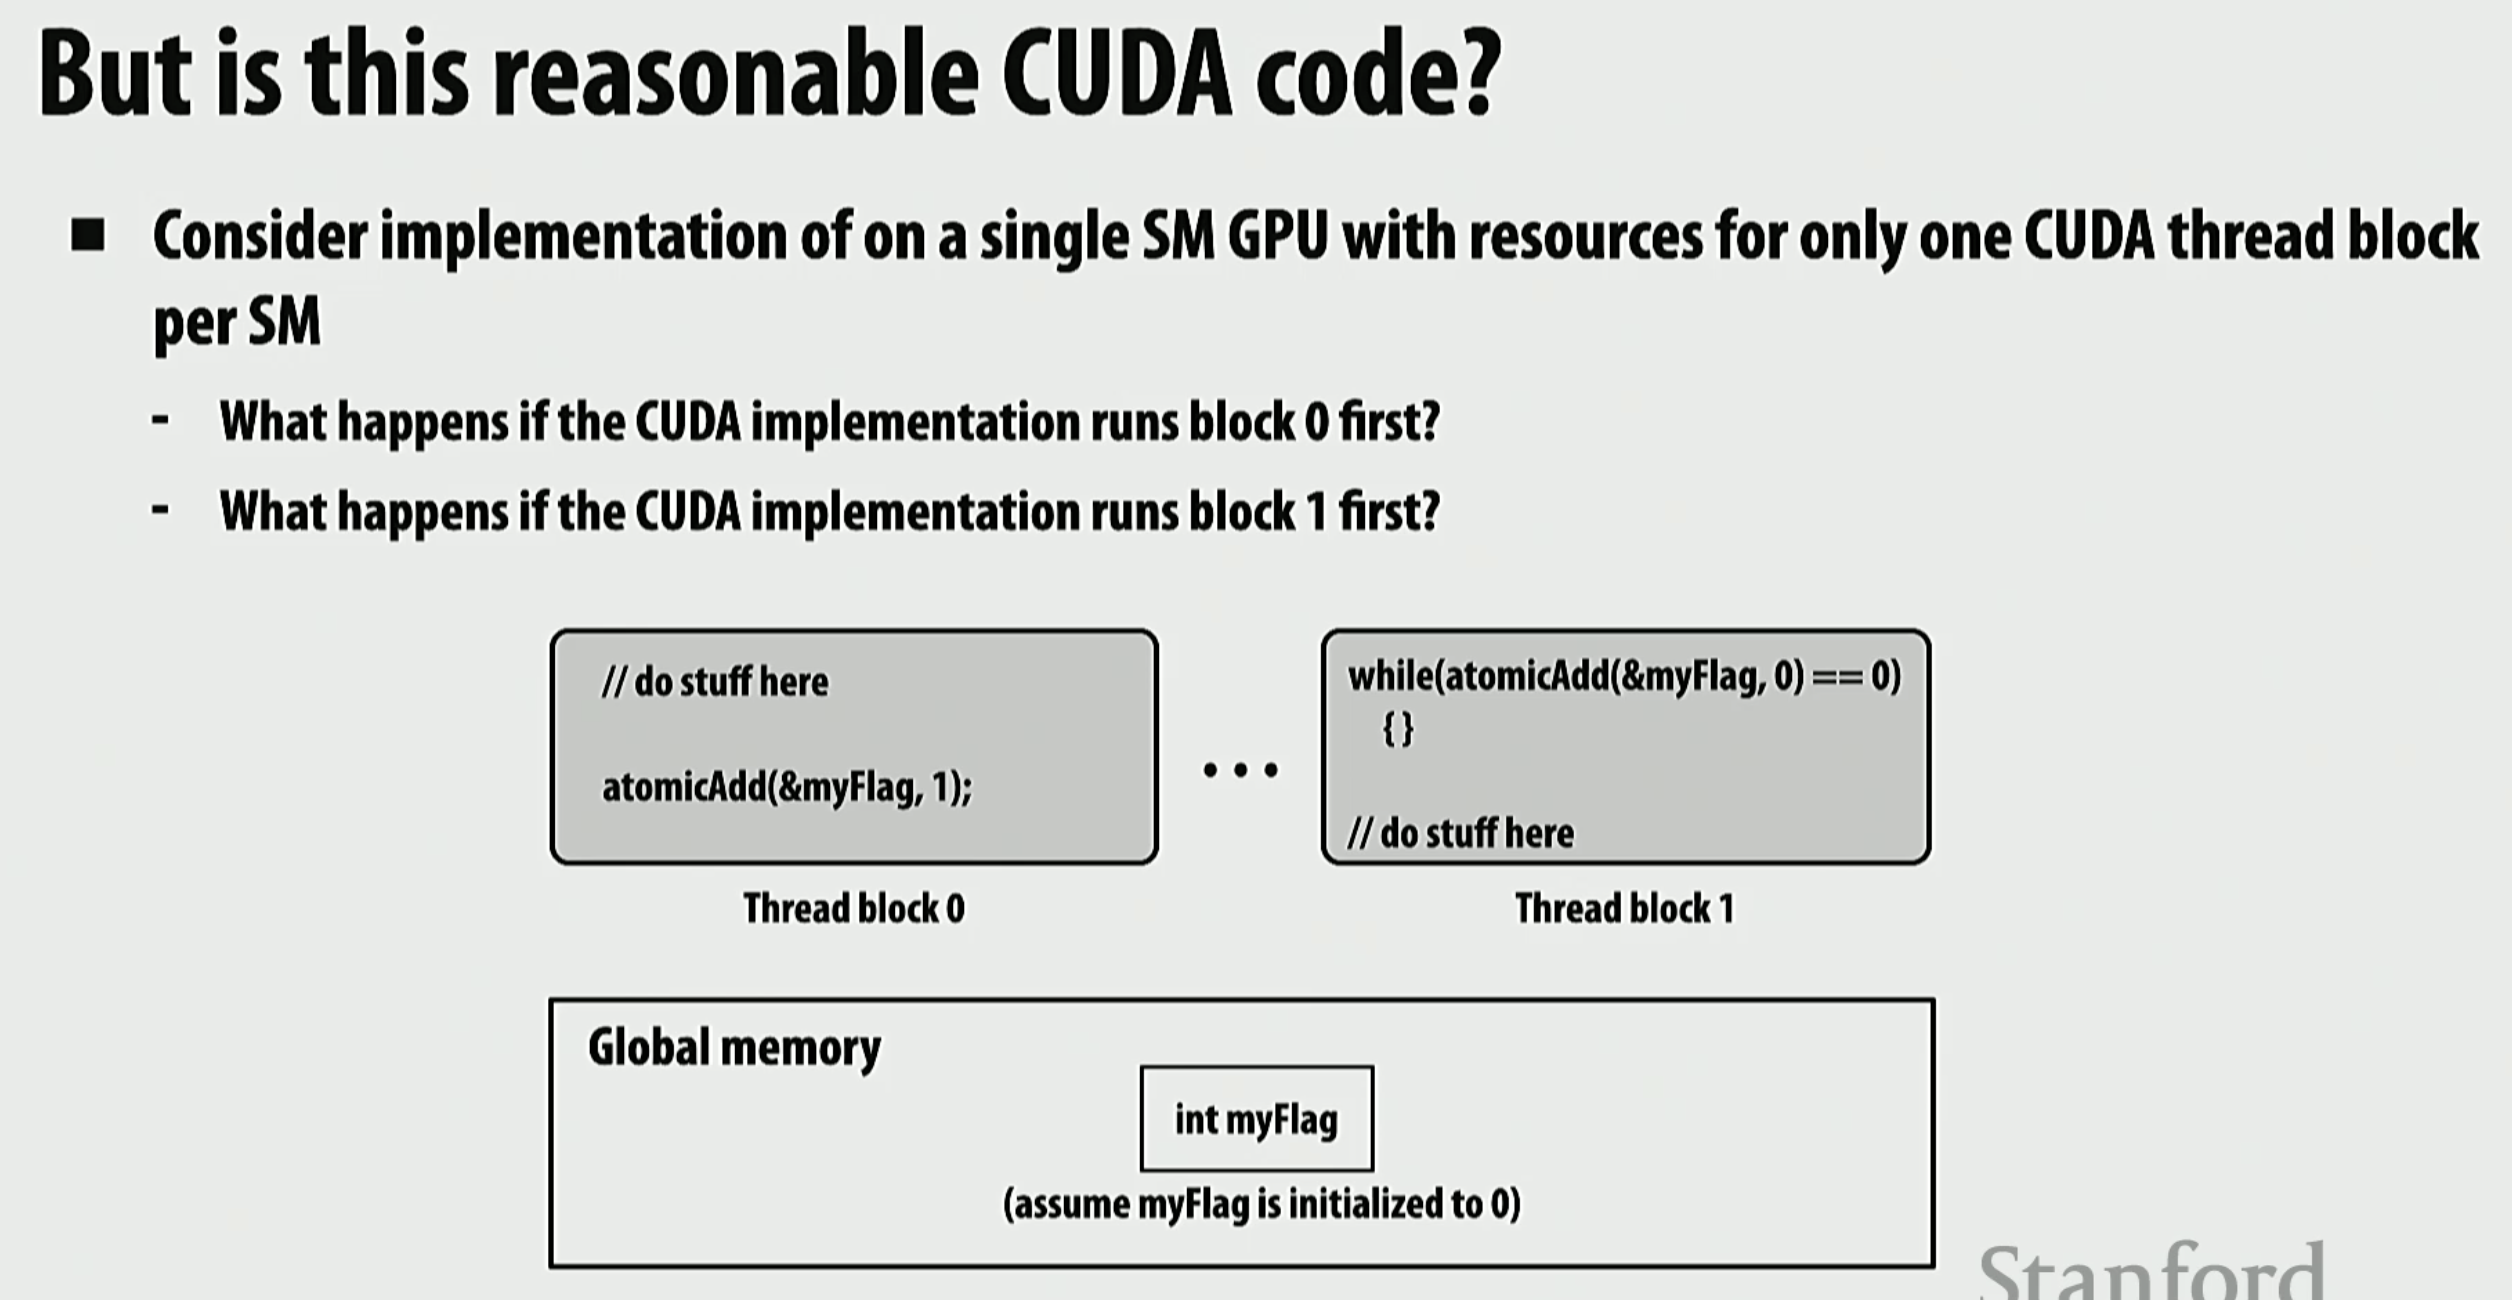 But is this reasonable CUDA code?
■ Consider implementation of on a single SM GPU with resources for only one CUDA thread block
per SM
- What happens if the CUDA implementation runs block 0 first?
- What happens if the CUDA implementation runs block 1 first?
// do stuff here
atomicAdd(&myFlag, 1);
Thread block 0
...
while(atomicAdd(&myFlag, 0) == 0)
{ }
// do stuff here
Thread block 1
Global memory
int myFlag
(assume myFlag is initialized to 0)
Stanford